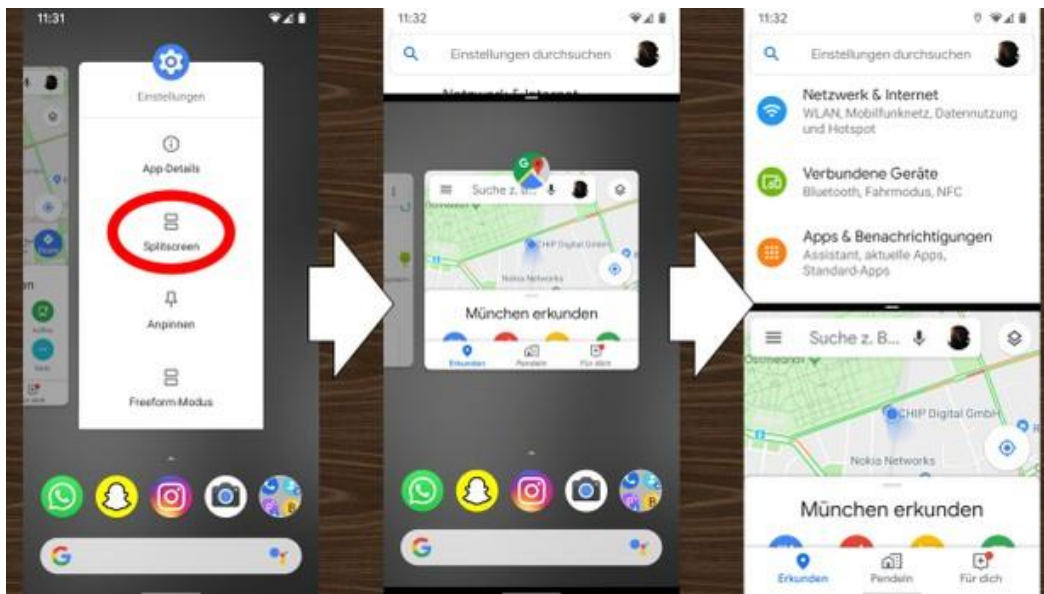 11:31
Einstellungen
App-Details
Splitscreen
Anpinnen
Freeform-Modus
G
11:32
Einstellungen durchsuchen
Netzwerk & Internet
G
Suche z. B...
CHIP Digital GmbH
Nokia Networks
München erkunden
Erkunden
Pendeln
Für dich
G
11:32
Einstellungen durchsuchen
Netzwerk & Internet
WLAN, Mobilfunknetz, Datennutzung
und Hotspot
Verbundene Geräte
Bluetooth, Fahrmodus, NFC
Apps & Benachrichtigungen
Assistant, aktuelle Apps,
Standard-Apps
Suche z. B...
CHIP Digital GmbH
Nokia Networks
München erkunden
Erkunden
Pendeln
Für dich